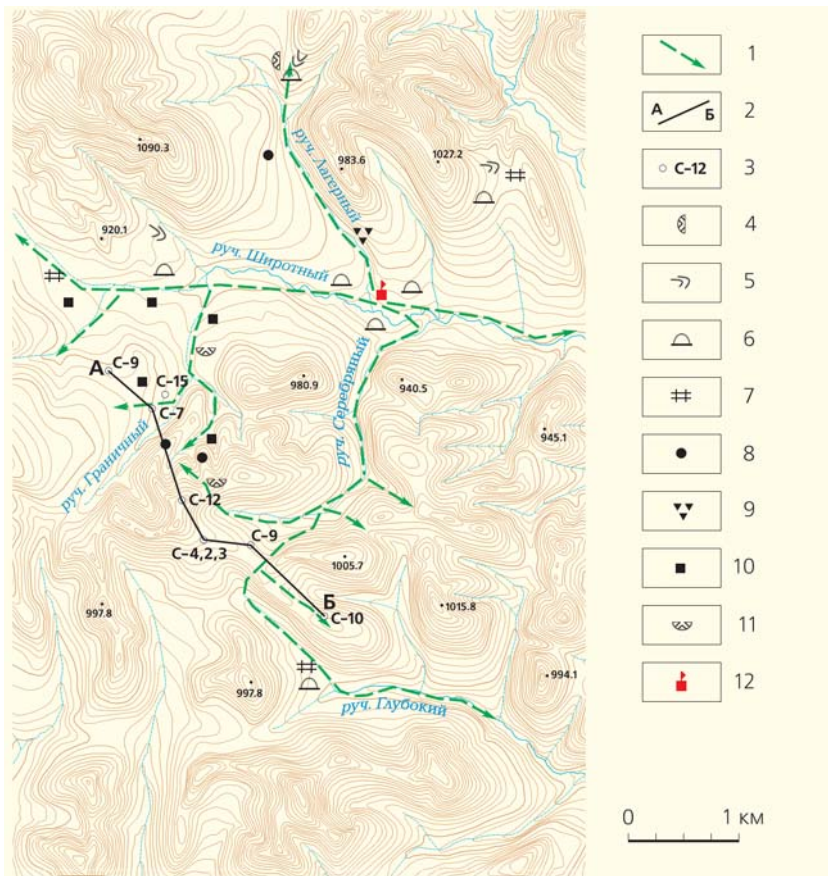 1090.3
983.6
1027.2
руч. Лагерный
920.1
руч. Широтный
А
С–9
С–15
С–7
980.9
940.5
945.1
руч. Серебряный
руч. Граничный
С–12
С–4,2,3
С–9
1005.7
Б
С–10
997.8
1015.8
997.8
994.1
руч. Глубокий
1
А Б 2
С–12 3
4
5
6
7
8
9
10
11
12
0 1 км